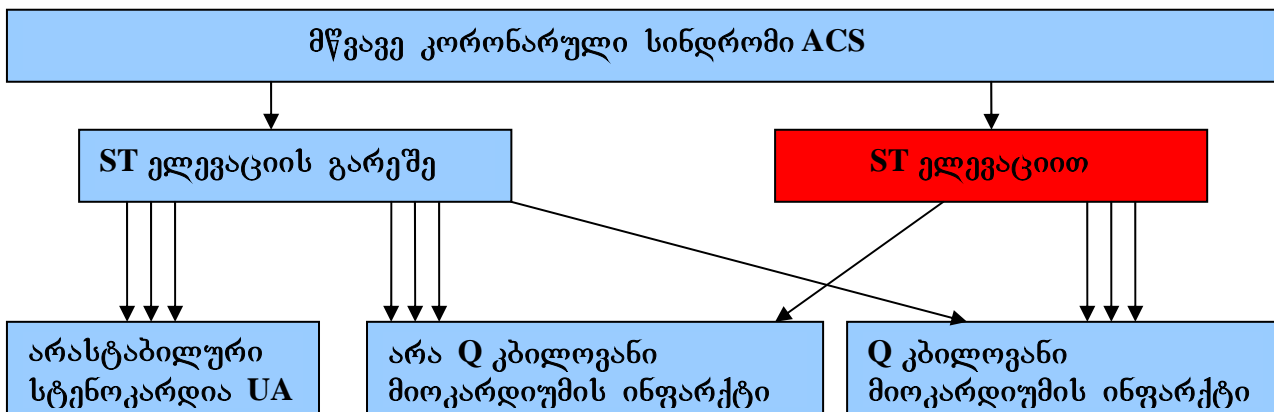 მწვავე კორონარული სინდრომი ACS
ST ელევაციის გარეშე
ST ელევაციით
არასტაბილური
სტენოკარდია UA
არა Q კბილოვანი
მიოკარდიუმის ინფარქტი
Q კბილოვანი
მიოკარდიუმის ინფარქტი